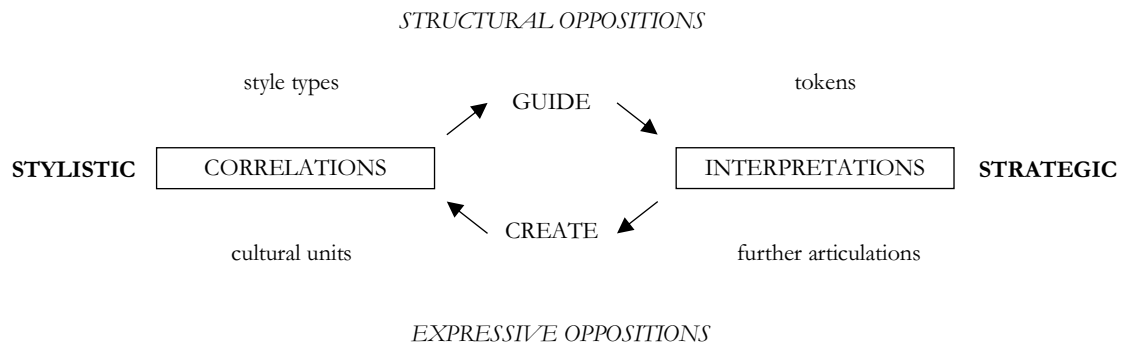 STRUCTURAL OPPOSITIONS
style types
tokens
GUIDE
STYLISTIC
CORRELATIONS
INTERPRETATIONS
STRATEGIC
CREATE
cultural units
further articulations
EXPRESSIVE OPPOSITIONS